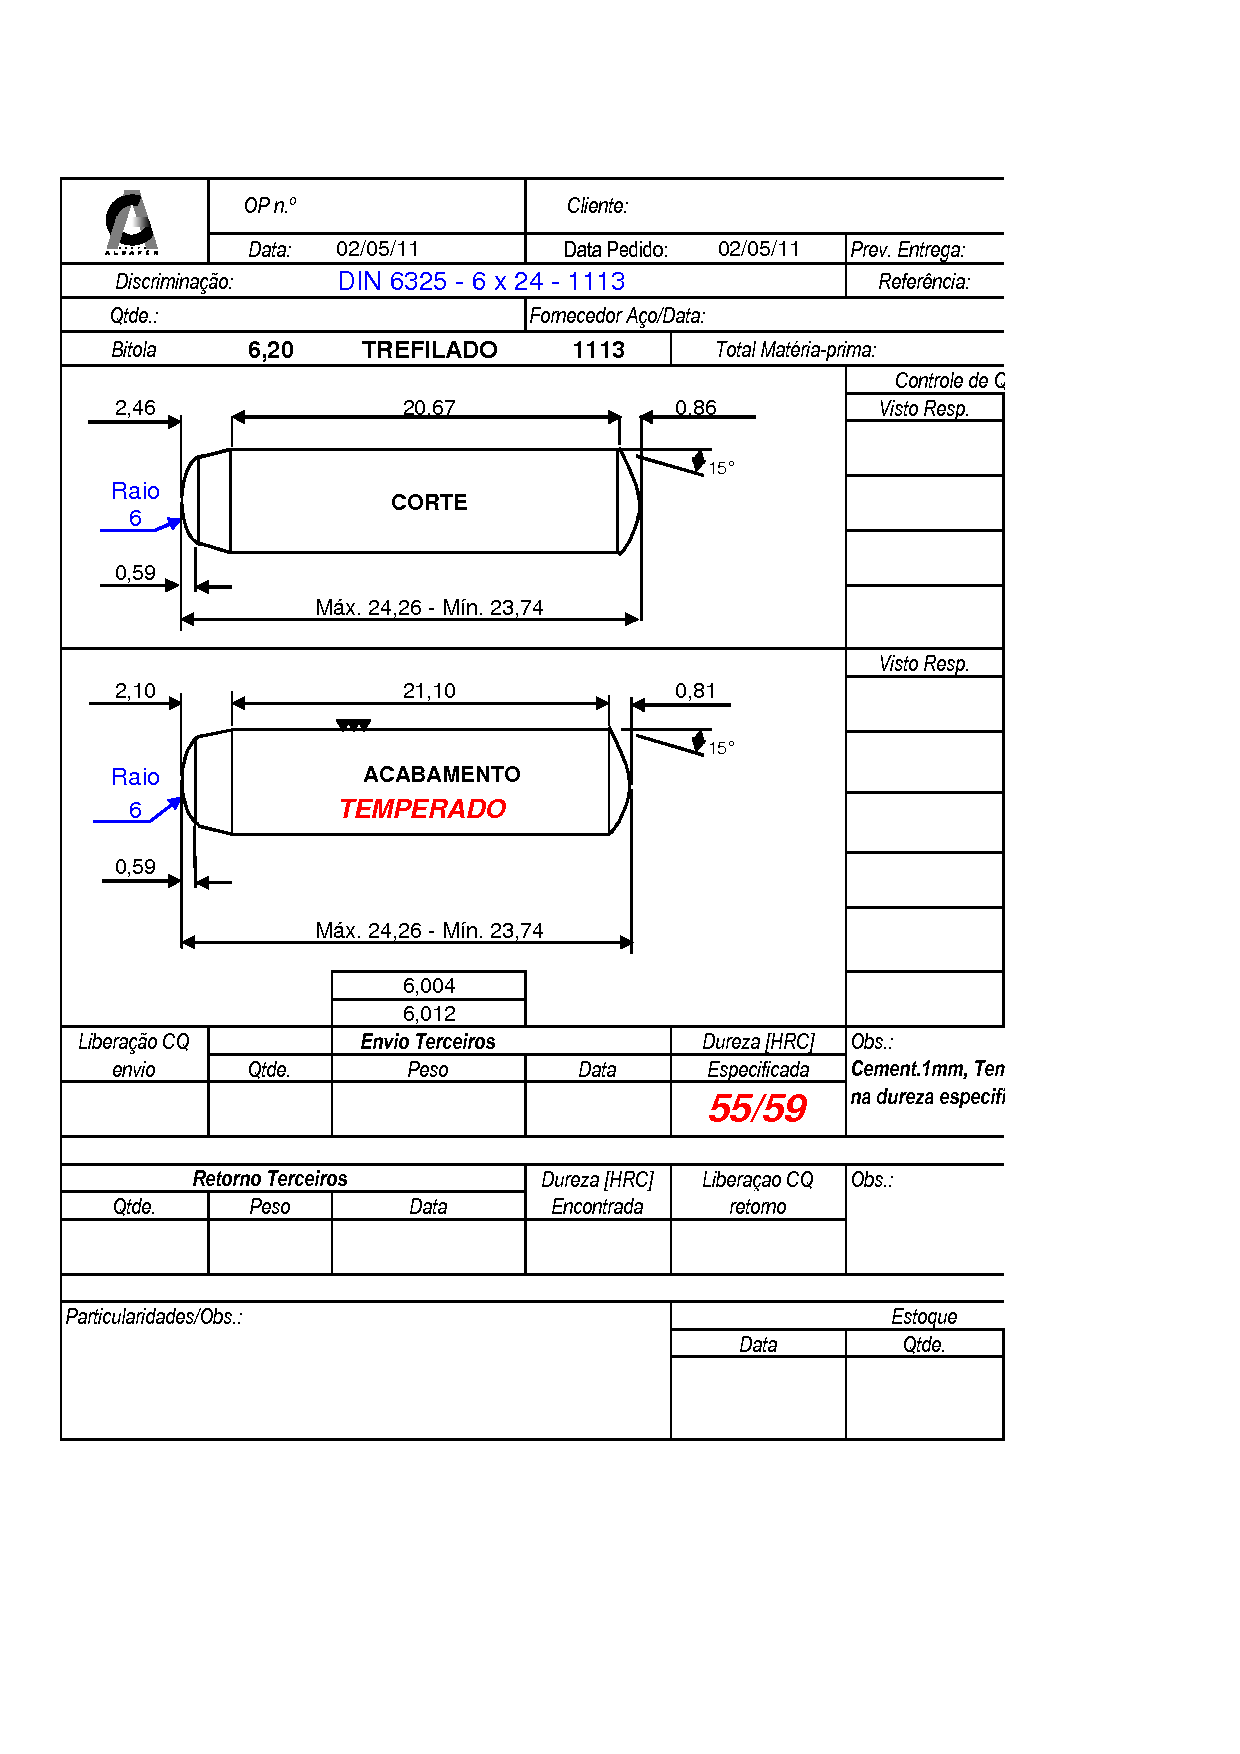 ALBAFER
OP n.º
Cliente:
Data: 02/05/11
Data Pedido: 02/05/11
Prev. Entrega:
Discriminação: DIN 6325 - 6 x 24 - 1113
Referência:
Qtde.:
Fornecedor Aço/Data:
Bitola 6,20 TREFILADO 1113
Total Matéria-prima:
Controle de Q
Visto Resp.
2,46
20,67
0,86
15°
Raio
6
CORTE
0,59
Máx. 24,26 - Mín. 23,74
Visto Resp.
2,10
21,10
0,81
15°
Raio
6
ACABAMENTO
TEMPERADO
0,59
Máx. 24,26 - Mín. 23,74
6,004
6,012
Liberação CQ
envio
Envio Terceiros
Qtde. Peso Data
Dureza [HRC]
Especificada
55/59
Obs.:
Cement.1mm, Tem
na dureza especifi
Retorno Terceiros
Qtde. Peso Data
Dureza [HRC]
Encontrada
Liberaçao CQ
retorno
Obs.:
Particularidades/Obs.:
Estoque
Data Qtde.